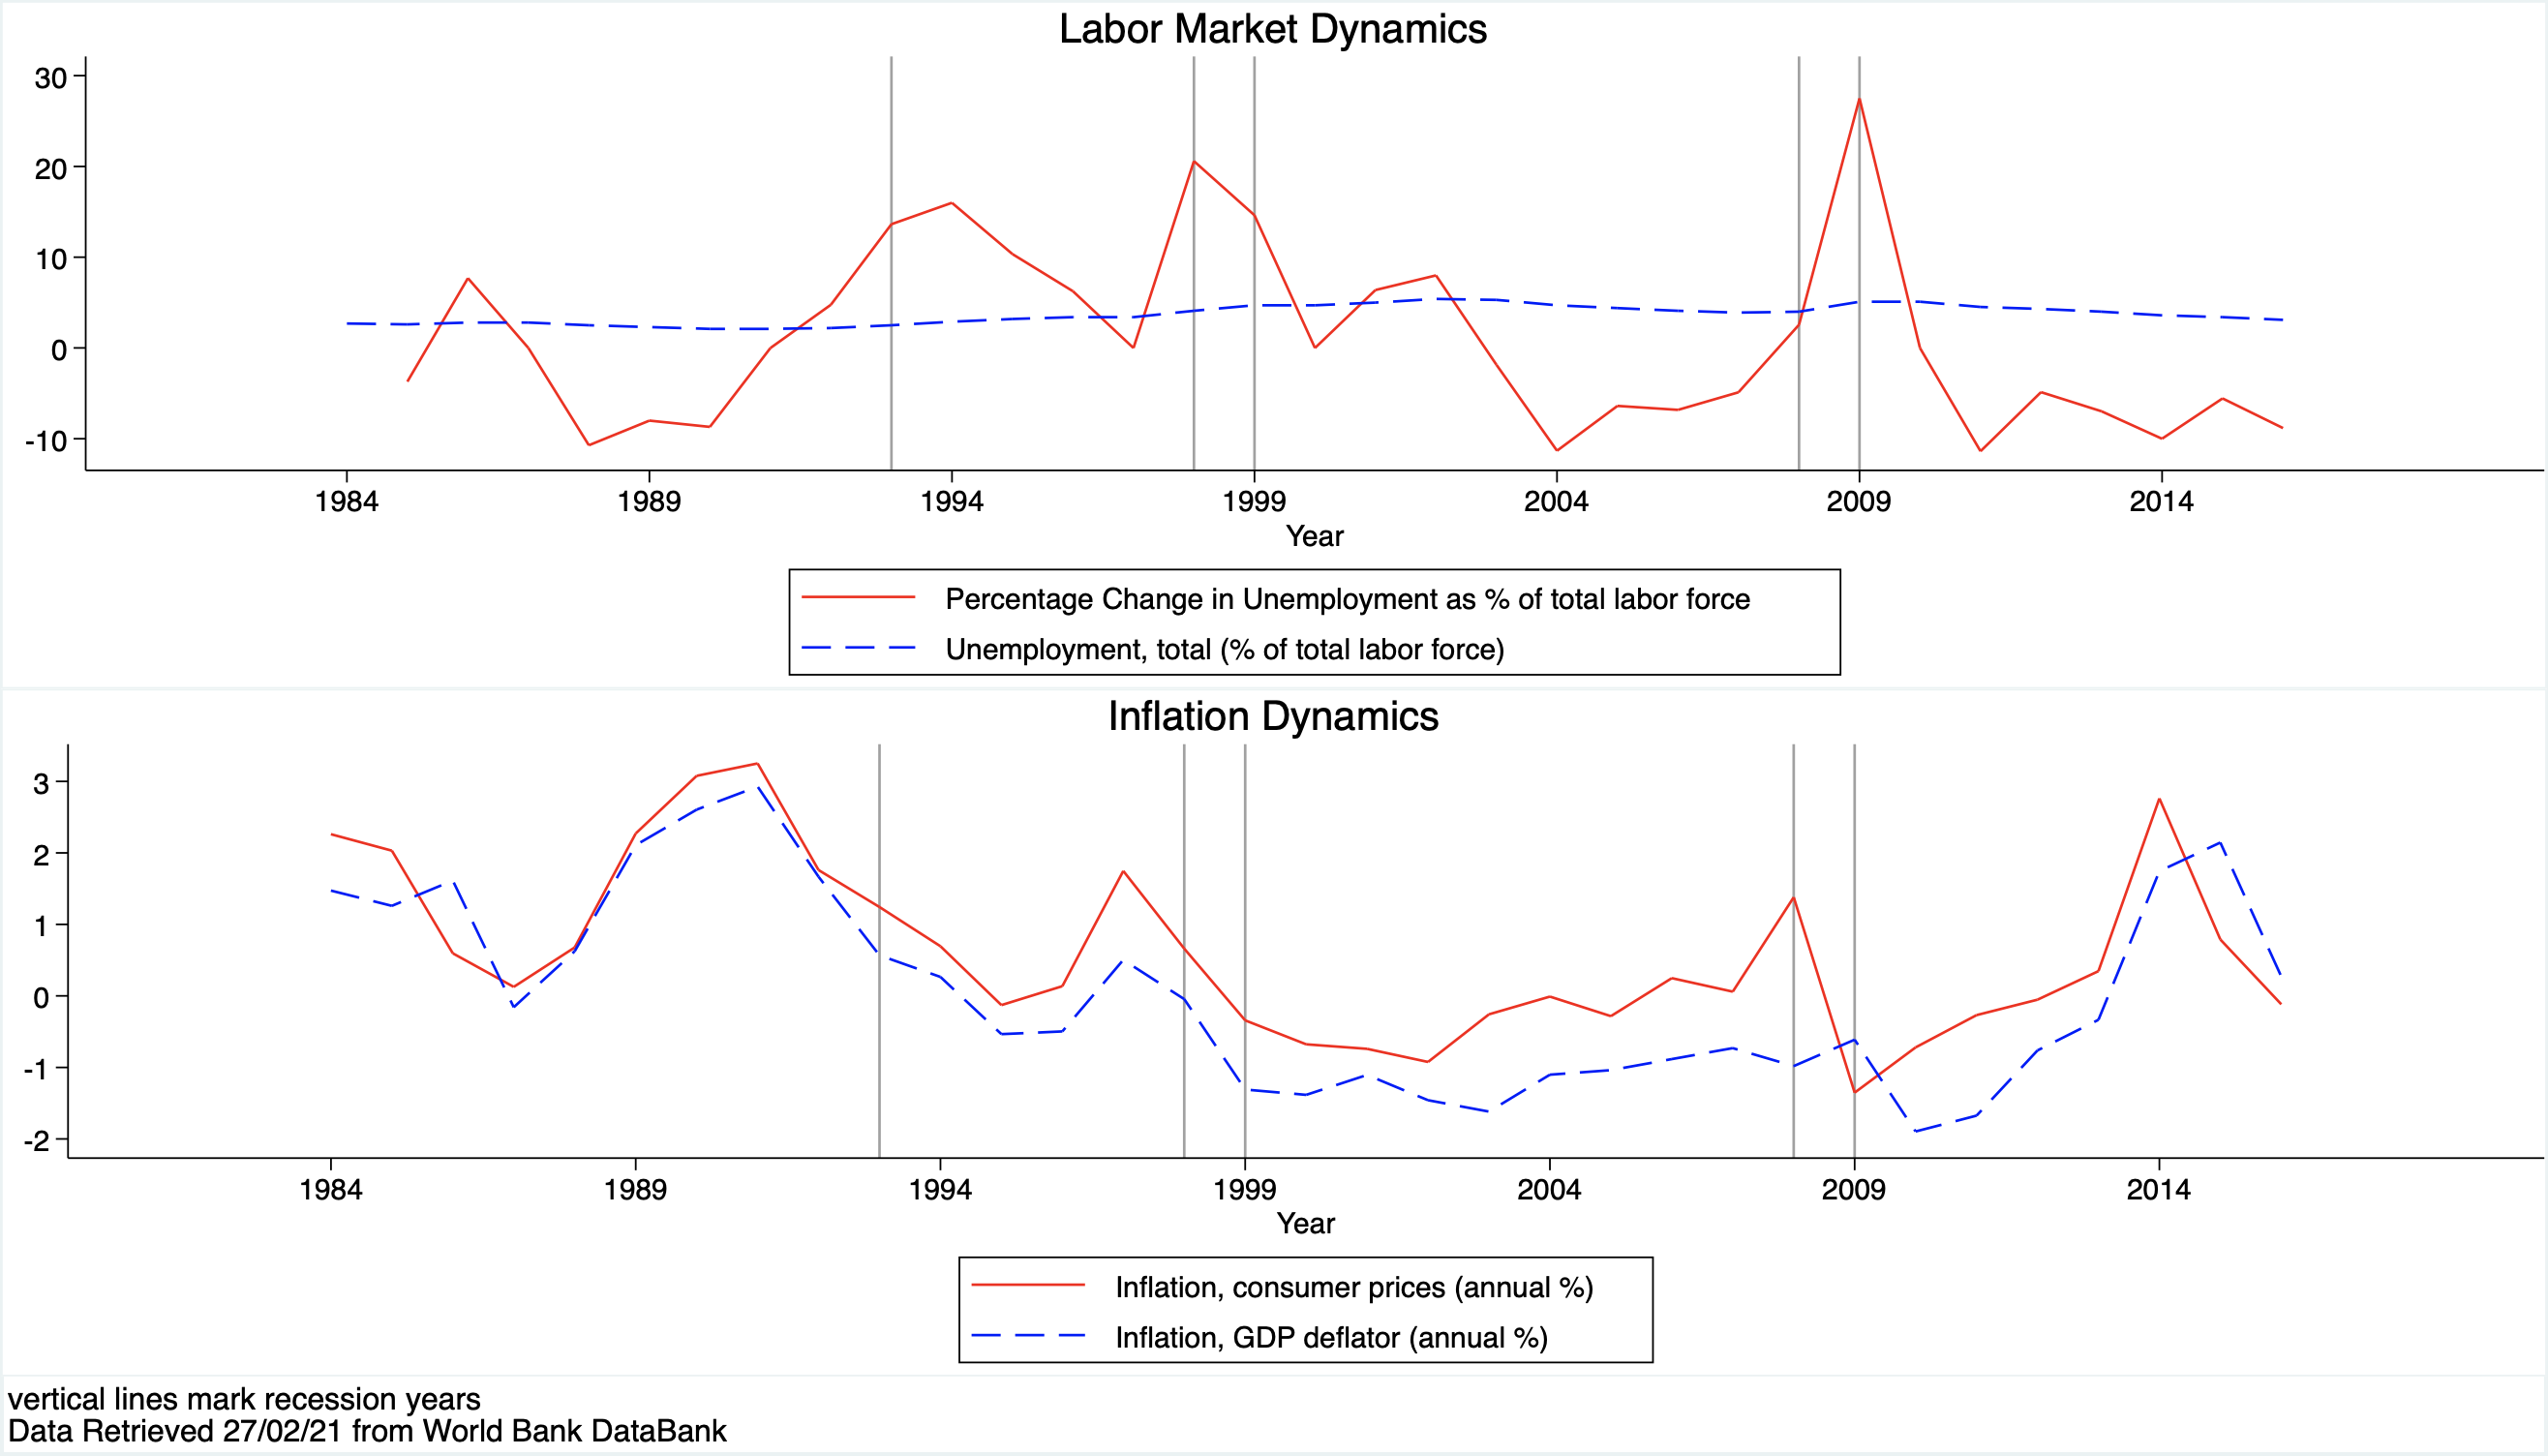 Labor Market Dynamics
30
20
10
0
-10
1984 1989 1994 1999 2004 2009 2014
Year
Percentage Change in Unemployment as % of total labor force
Unemployment, total (% of total labor force)
Inflation Dynamics
3
2
1
0
-1
-2
1984 1989 1994 1999 2004 2009 2014
Year
Inflation, consumer prices (annual %)
Inflation, GDP deflator (annual %)
vertical lines mark recession years
Data Retrieved 27/02/21 from World Bank DataBank